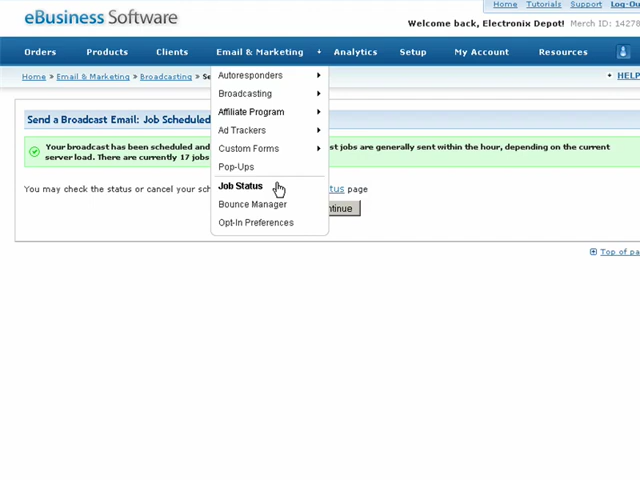 eBusiness Software
Home Tutorials Support Log-Ou
Welcome back, Electronix Depot! Merch ID: 14278
Orders Products Clients Email & Marketing Analytics Setup My Account Resources
Home » Email & Marketing » Broadcasting » Se
HELP
Autoresponders
Broadcasting
Affiliate Program
Ad Trackers
Custom Forms
Pop-Ups
Job Status
Bounce Manager
Opt-In Preferences
Send a Broadcast Email: Job Scheduled
Your broadcast has been scheduled and st jobs are generally sent within the hour, depending on the current
server load. There are currently 17 jobs
You may check the status or cancel your sch tus page
ntinue
Top of pa